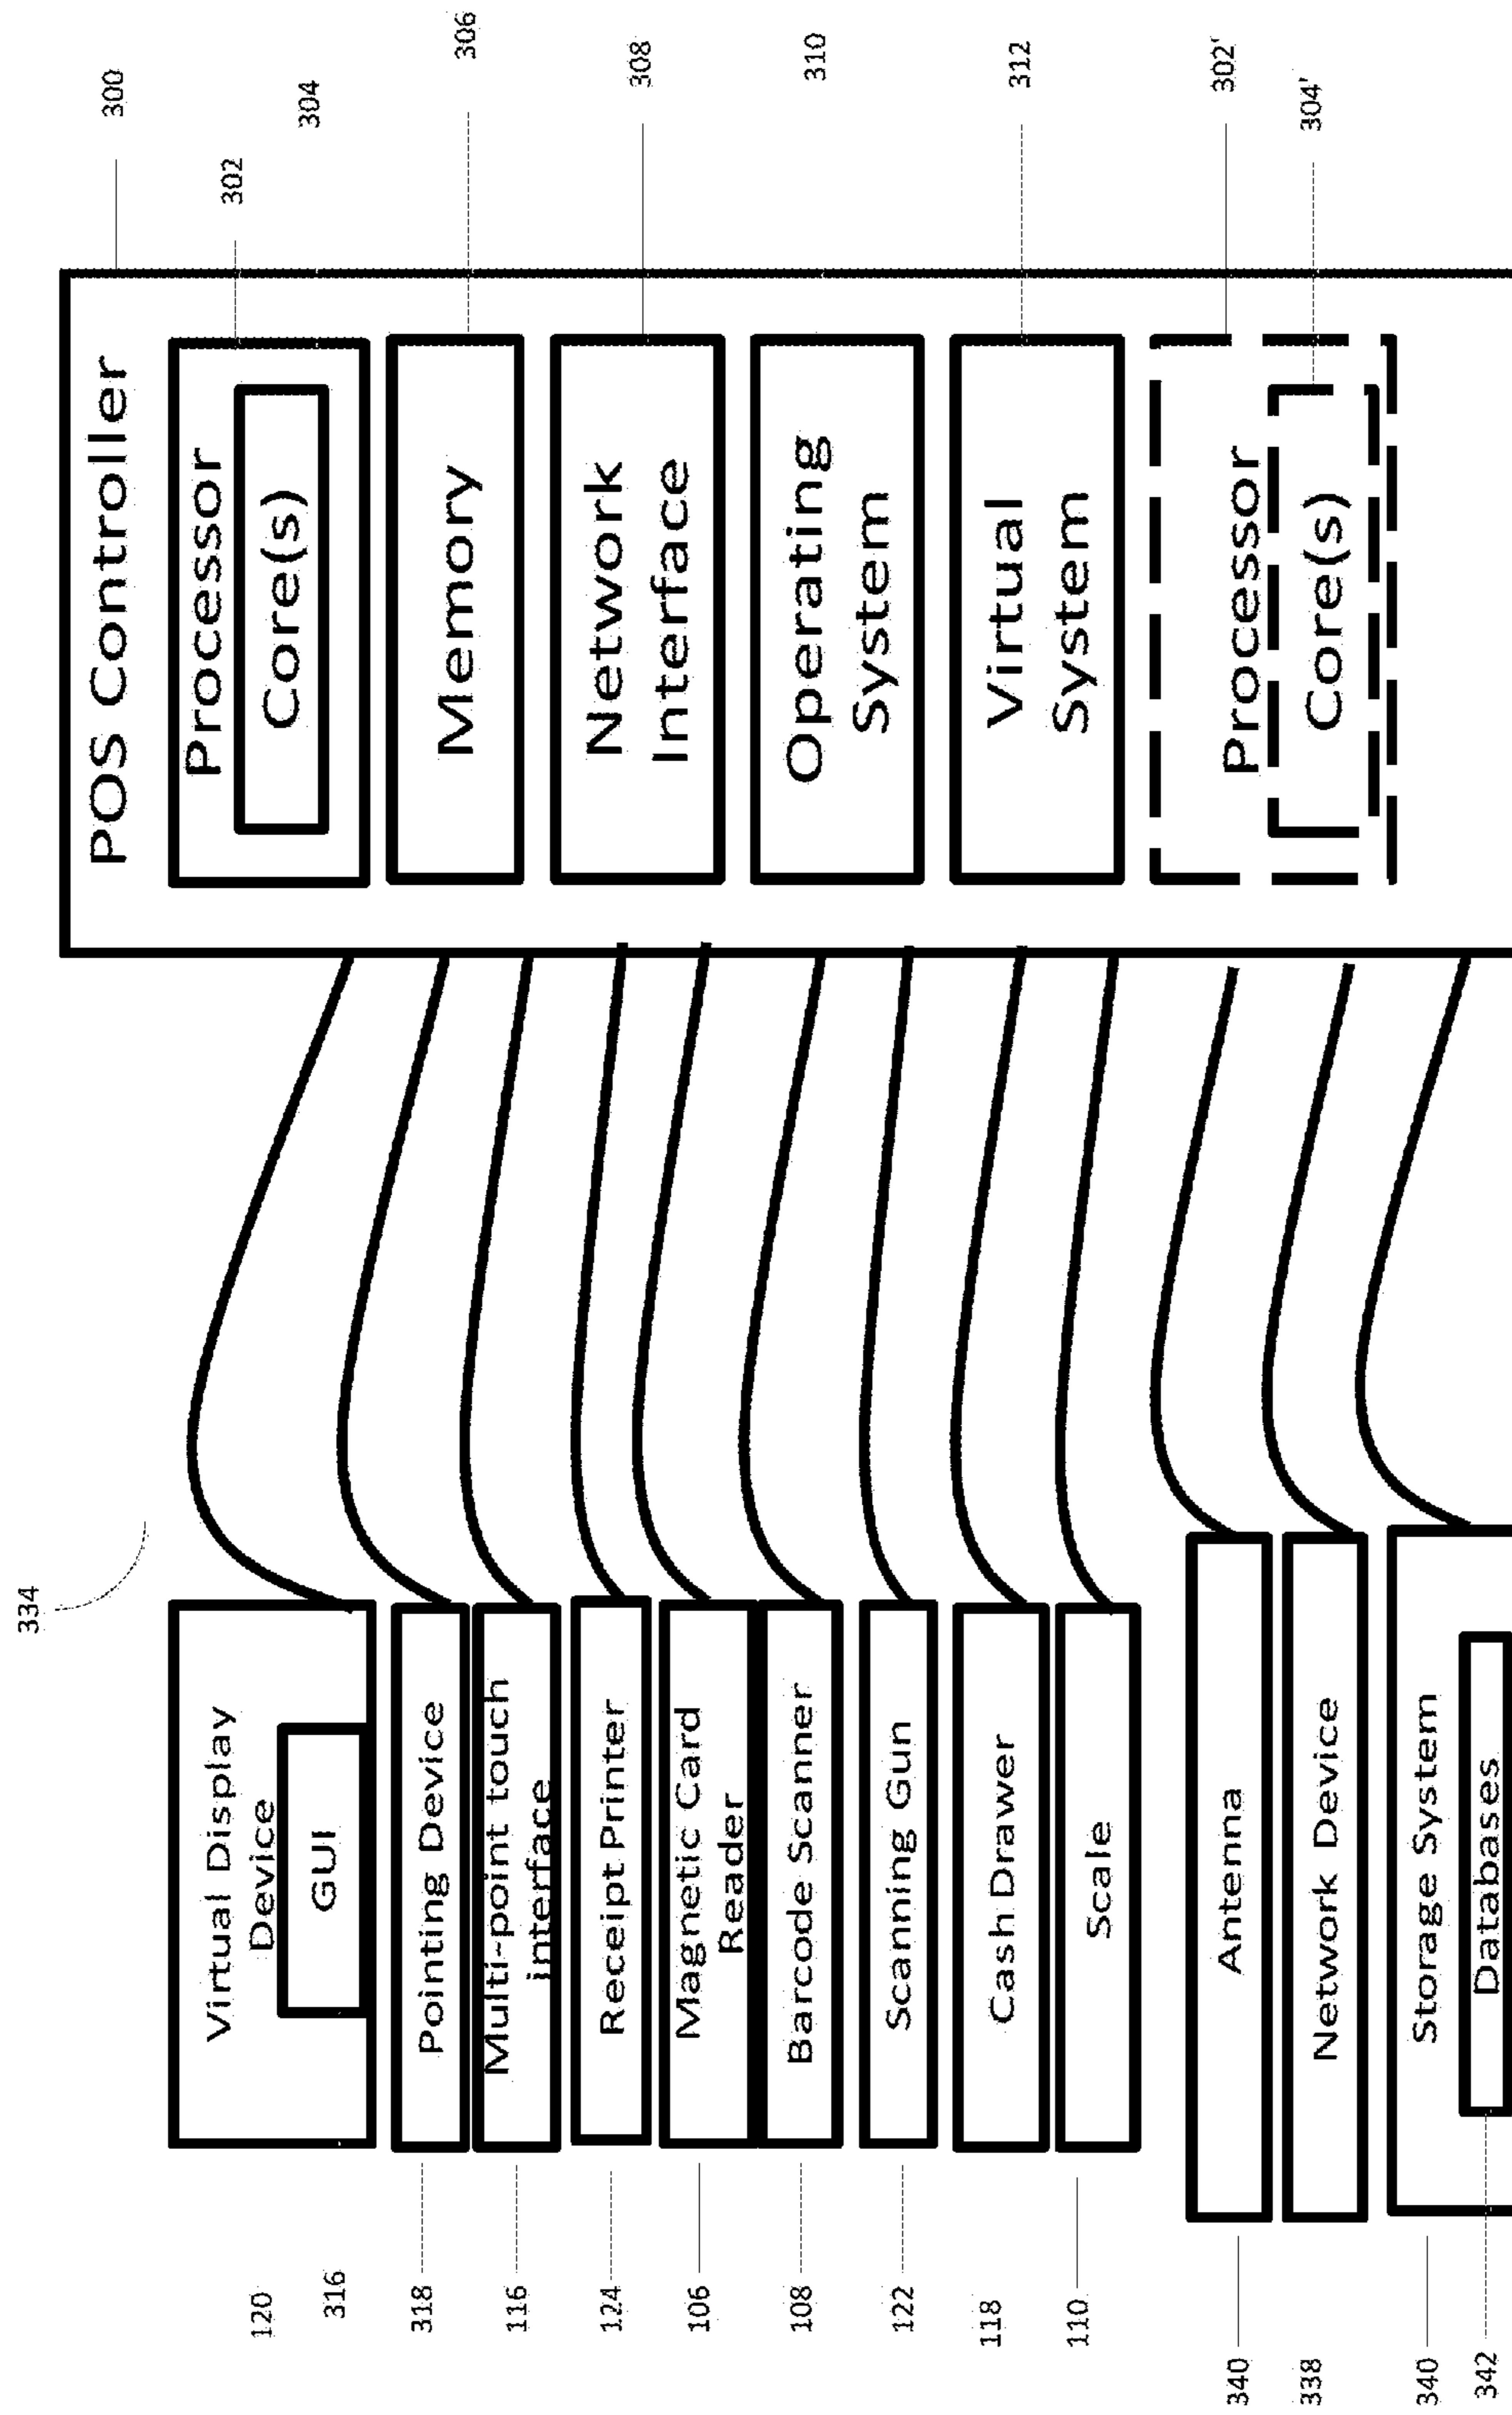 334
300
POS Controller
302
Processor
304
Core(s)
306
Memory
308
Network
Interface
310
Operating
System
312
Virtual
System
302'
Processor
304'
Core(s)
120
Virtual Display
Device
316
GUI
318
Pointing Device
116
Multi-point touch
interface
124
Receipt Printer
106
Magnetic Card
Reader
108
Barcode Scanner
122
Scanning Gun
118
Cash Drawer
110
Scale
340
Antenna
338
Network Device
340
Storage System
342
Databases